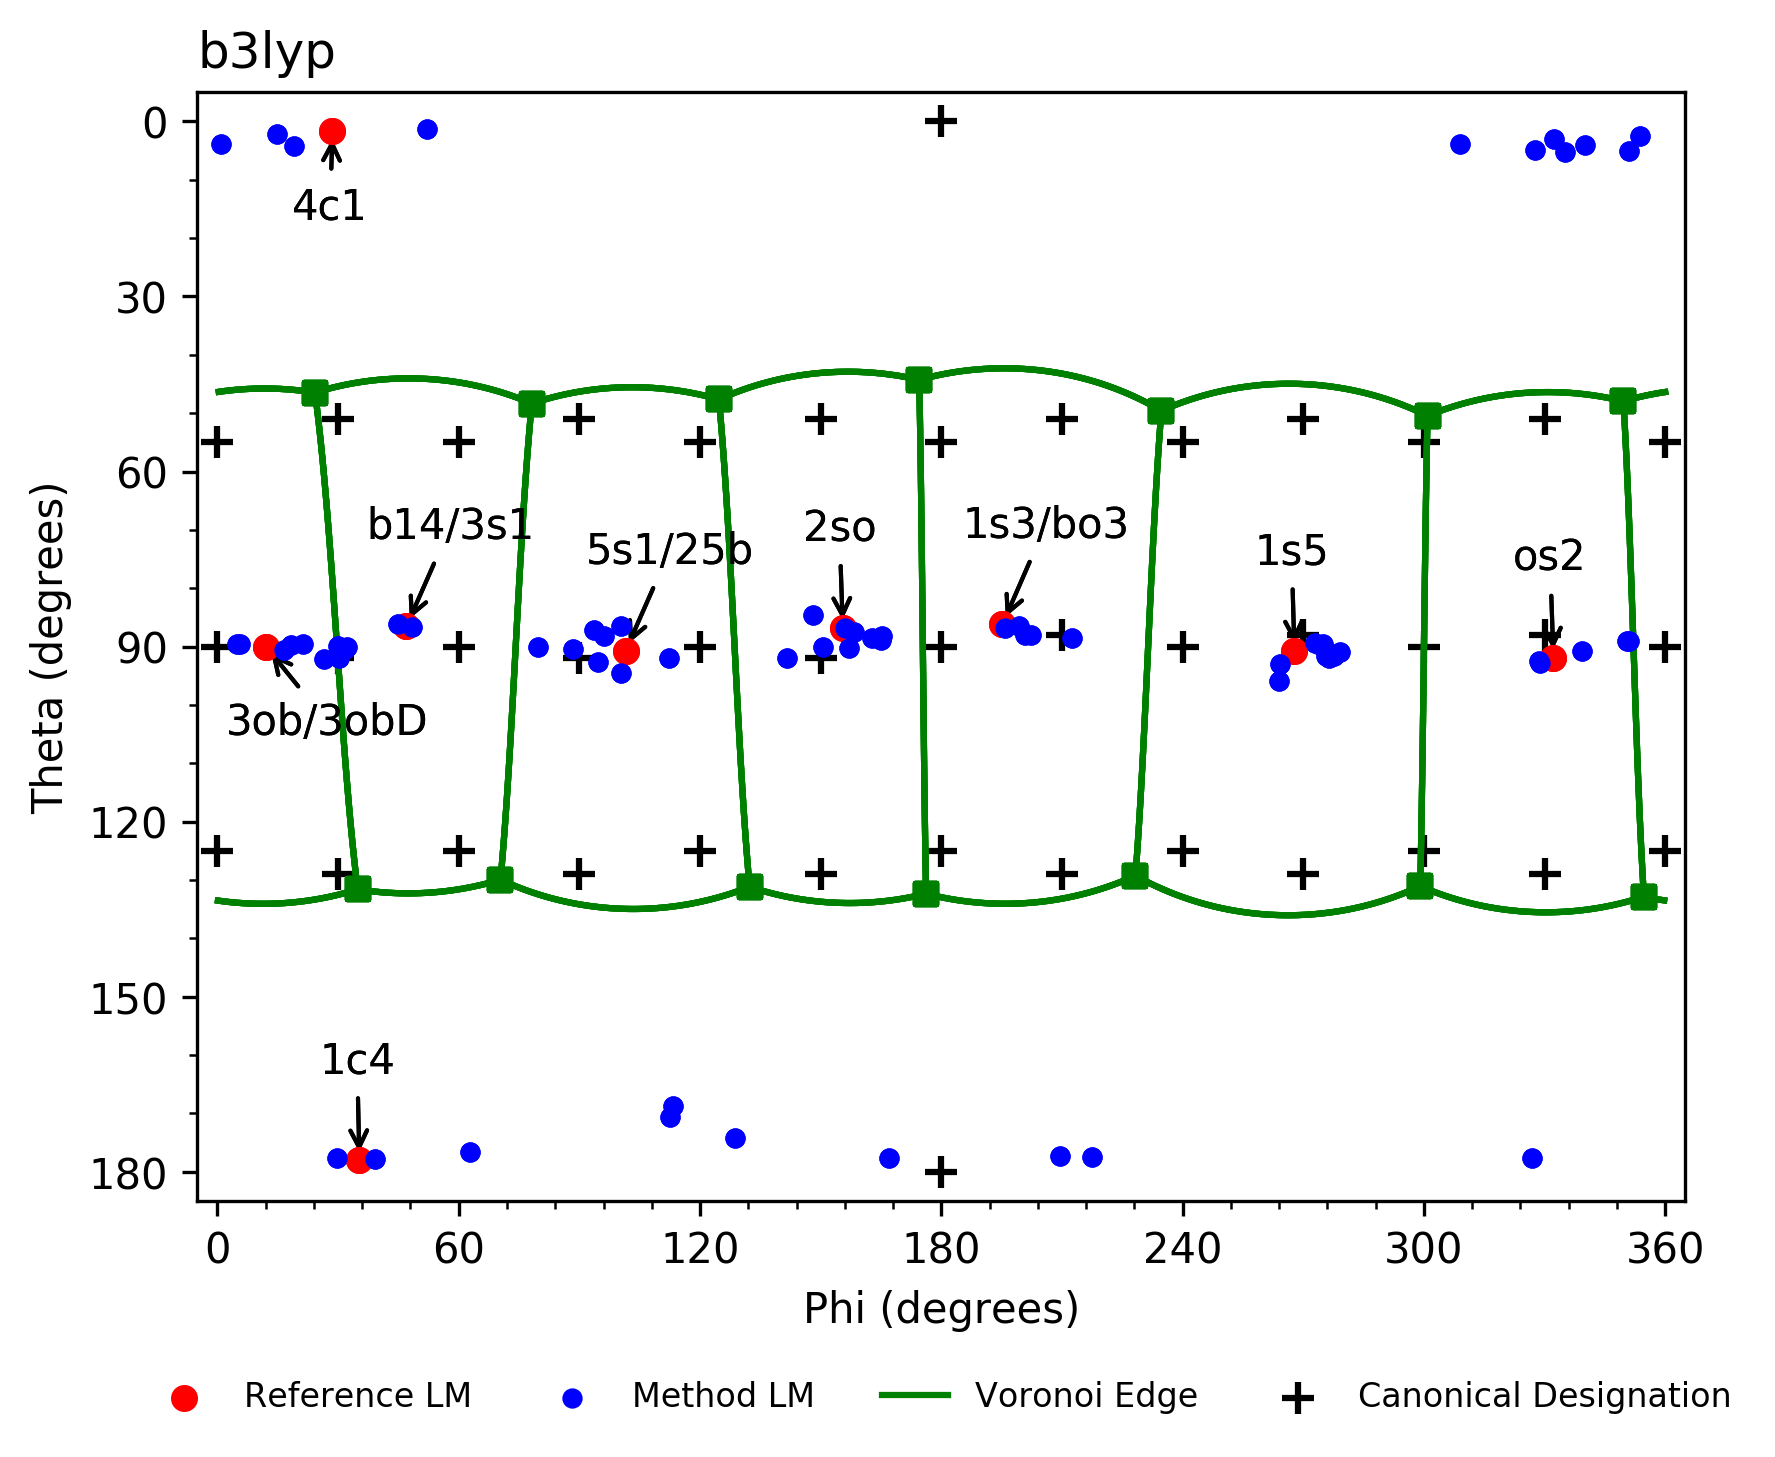 b3lyp
0
4c1
30
60
b14/3s1
5s1/25b
2so
1s3/bo3
1s5
os2
90
3ob/3obD
120
150
1c4
180
Theta (degrees)
0 60 120 180 240 300 360
Phi (degrees)
Reference LM Method LM Voronoi Edge Canonical Designation